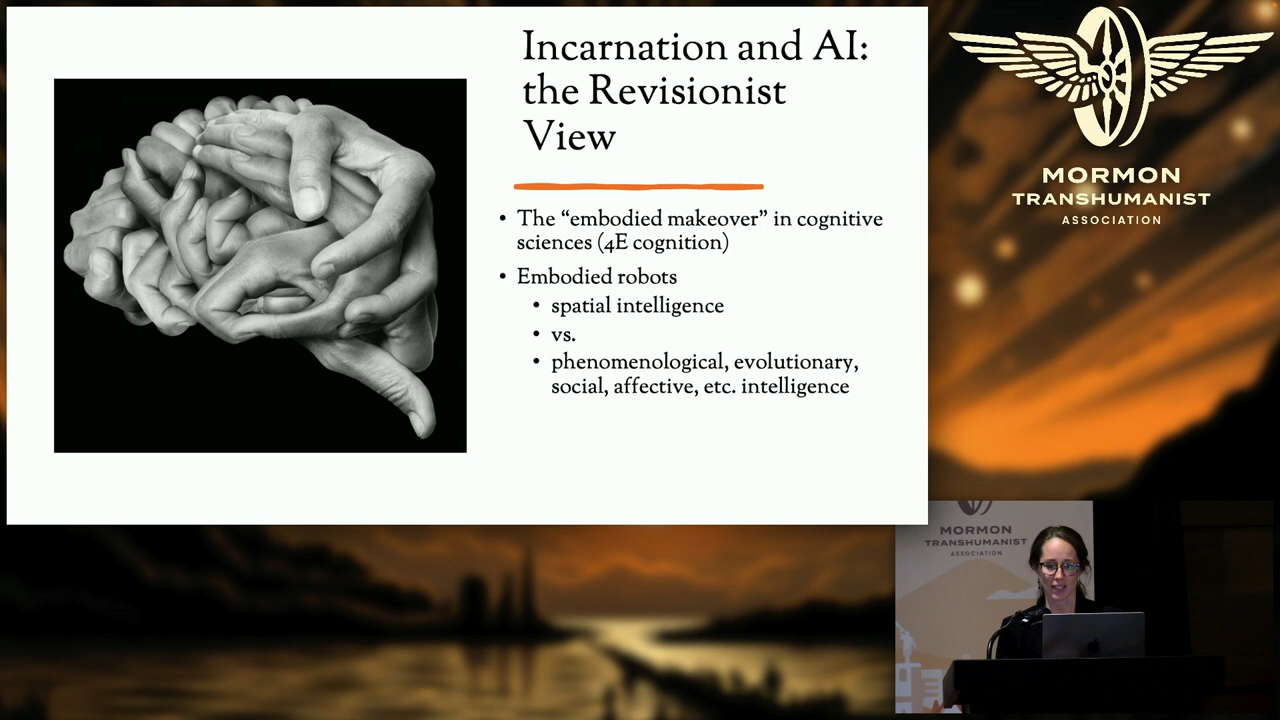 Incarnation and AI:
the Revisionist
View
• The “embodied makeover” in cognitive
sciences (4E cognition)
• Embodied robots
• spatial intelligence
• vs.
• phenomenological, evolutionary,
social, affective, etc. intelligence
MORMON
TRANSHUMANIST
ASSOCIATION
MORMON
TRANSHUMANIST
ASSOCIATION